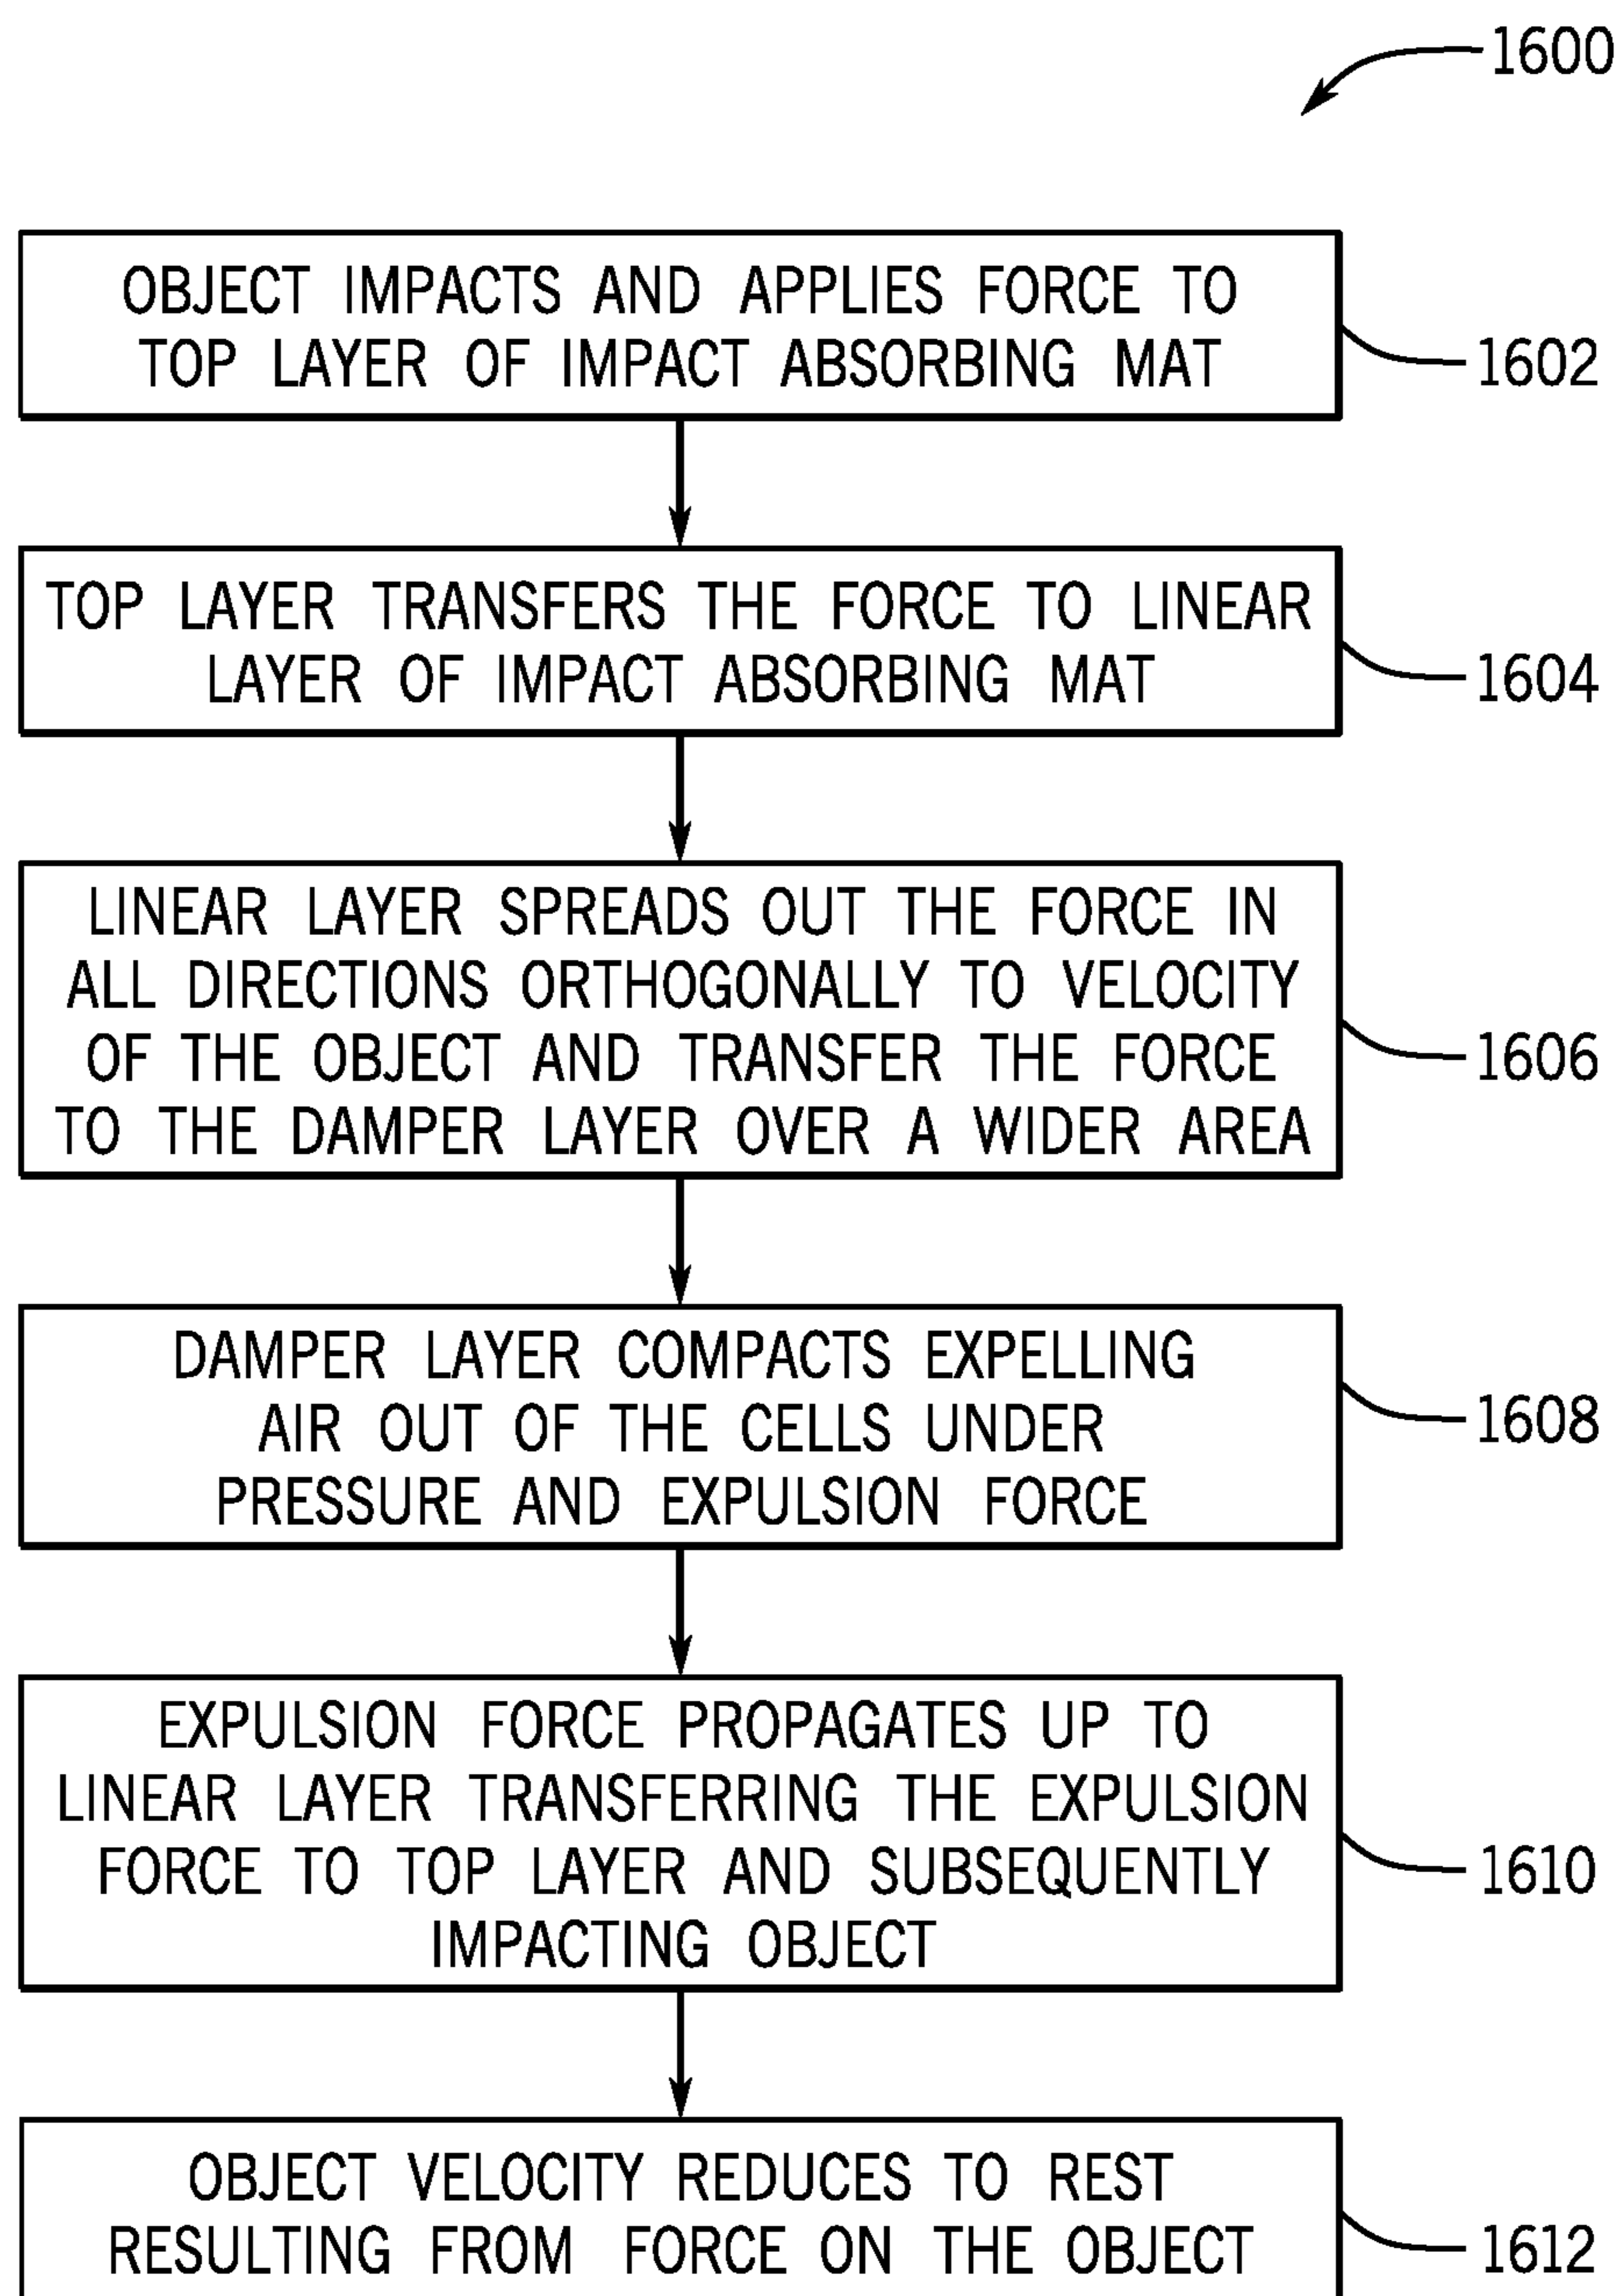 1600
OBJECT IMPACTS AND APPLIES FORCE TO
TOP LAYER OF IMPACT ABSORBING MAT
1602
TOP LAYER TRANSFERS THE FORCE TO LINEAR
LAYER OF IMPACT ABSORBING MAT
1604
LINEAR LAYER SPREADS OUT THE FORCE IN
ALL DIRECTIONS ORTHOGONALLY TO VELOCITY
OF THE OBJECT AND TRANSFER THE FORCE
TO THE DAMPER LAYER OVER A WIDER AREA
1606
DAMPER LAYER COMPACTS EXPELLING
AIR OUT OF THE CELLS UNDER
PRESSURE AND EXPULSION FORCE
1608
EXPULSION FORCE PROPAGATES UP TO
LINEAR LAYER TRANSFERRING THE EXPULSION
FORCE TO TOP LAYER AND SUBSEQUENTLY
IMPACTING OBJECT
1610
OBJECT VELOCITY REDUCES TO REST
RESULTING FROM FORCE ON THE OBJECT
1612